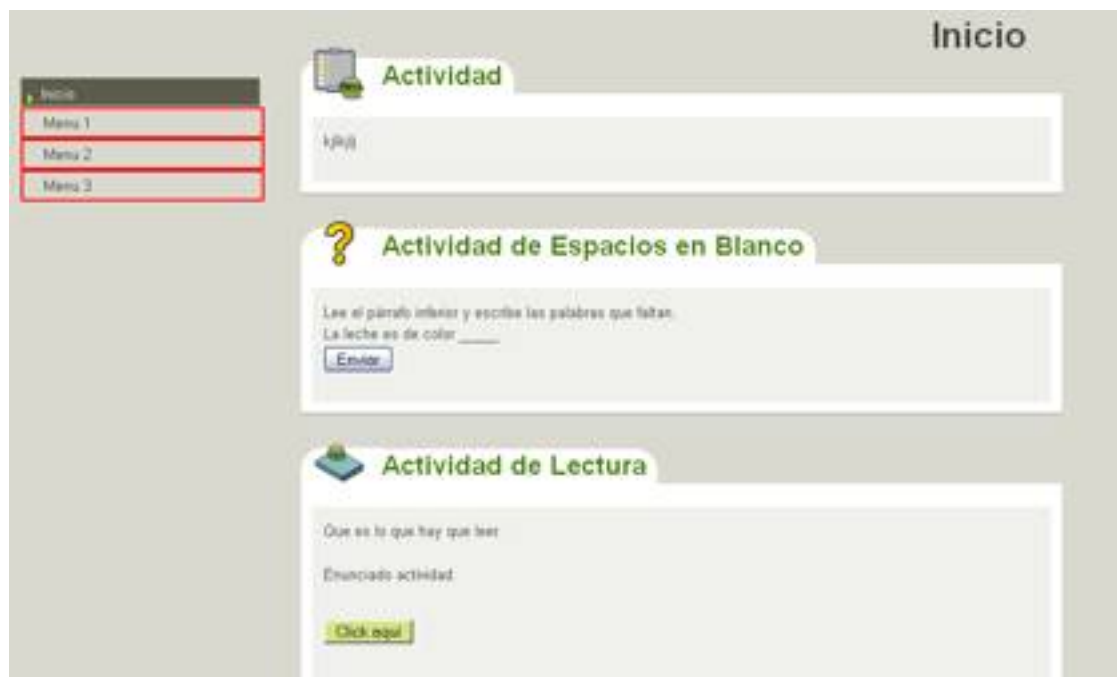 Inicio
Inicio
Menu 1
Menu 2
Menu 3
Actividad
Actividad de Espacios en Blanco
Lee el párrafo inferior y escribe las palabras que faltan.
La leche es de color _____
Enviar
Actividad de Lectura
Que es lo que hay que leer
Enunciado actividad
Click aquí